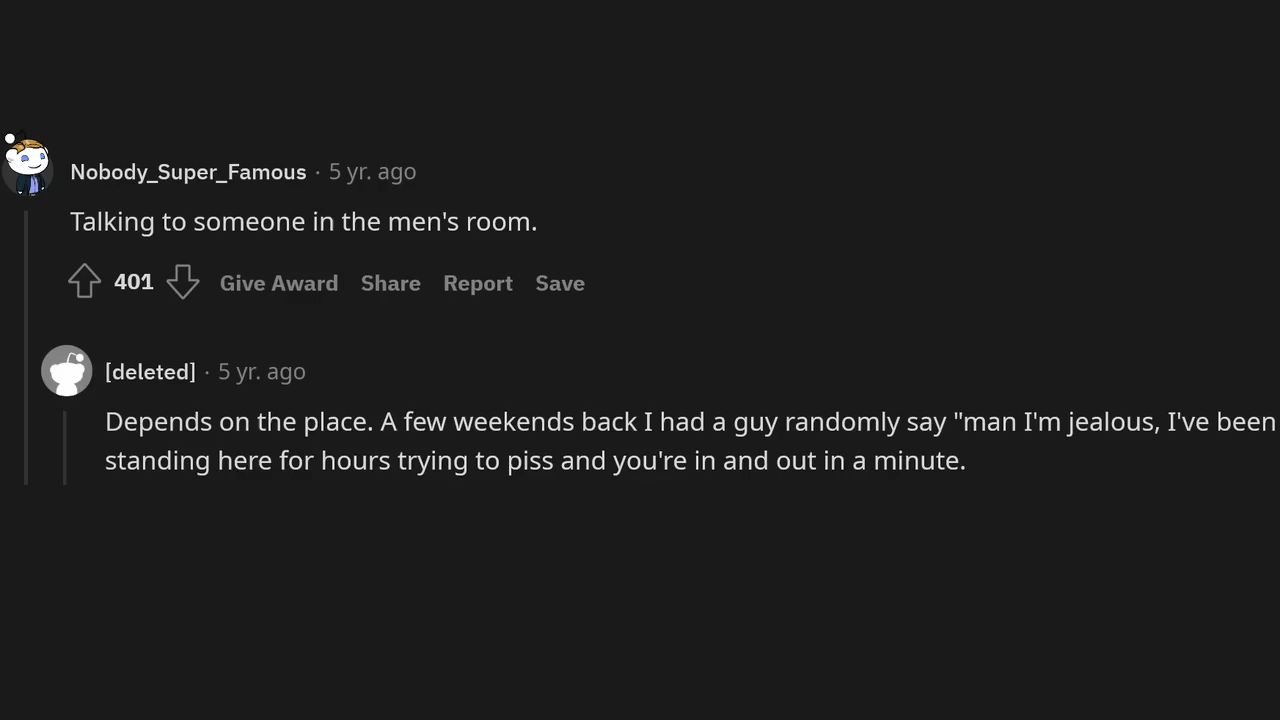 Nobody_Super_Famous · 5 yr. ago
Talking to someone in the men's room.
401 Give Award Share Report Save
[deleted] · 5 yr. ago
Depends on the place. A few weekends back I had a guy randomly say "man I'm jealous, I've been
standing here for hours trying to piss and you're in and out in a minute.